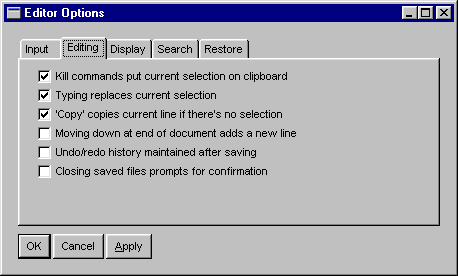 Editor Options
Input Editing Display Search Restore
Kill commands put current selection on clipboard
Typing replaces current selection
'Copy' copies current line if there's no selection
Moving down at end of document adds a new line
Undo/redo history maintained after saving
Closing saved files prompts for confirmation
OK Cancel Apply